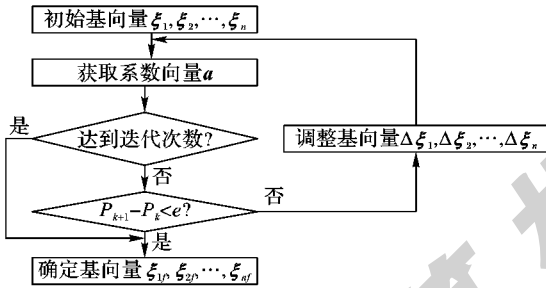 初始基向量ξ₁,ξ₂,⋯,ξₙ
获取系数向量a
是
达到迭代次数?
调整基向量Δξ₁,Δξ₂,⋯,Δξₙ
否
否
Pₖ₊₁-Pₖ<e?
是
确定基向量ξ₁f,ξ₂f,⋯,ξnf